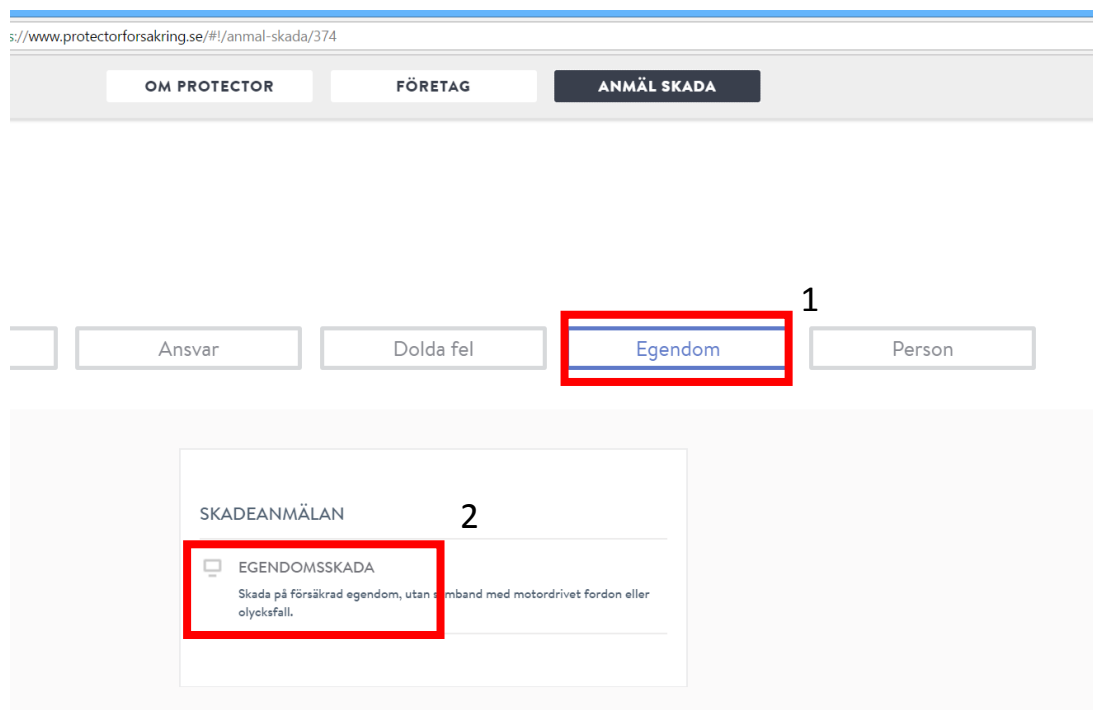 s://www.protectorforsakring.se/#!/anmal-skada/374
OM PROTECTOR FÖRETAG ANMÄL SKADA
1
Ansvar Dolda fel Egendom Person
SKADEANMÄLAN 2
EGENDOMSSKADA
Skada på försäkrad egendom, utan samband med motordrivet fordon eller
olycksfall.